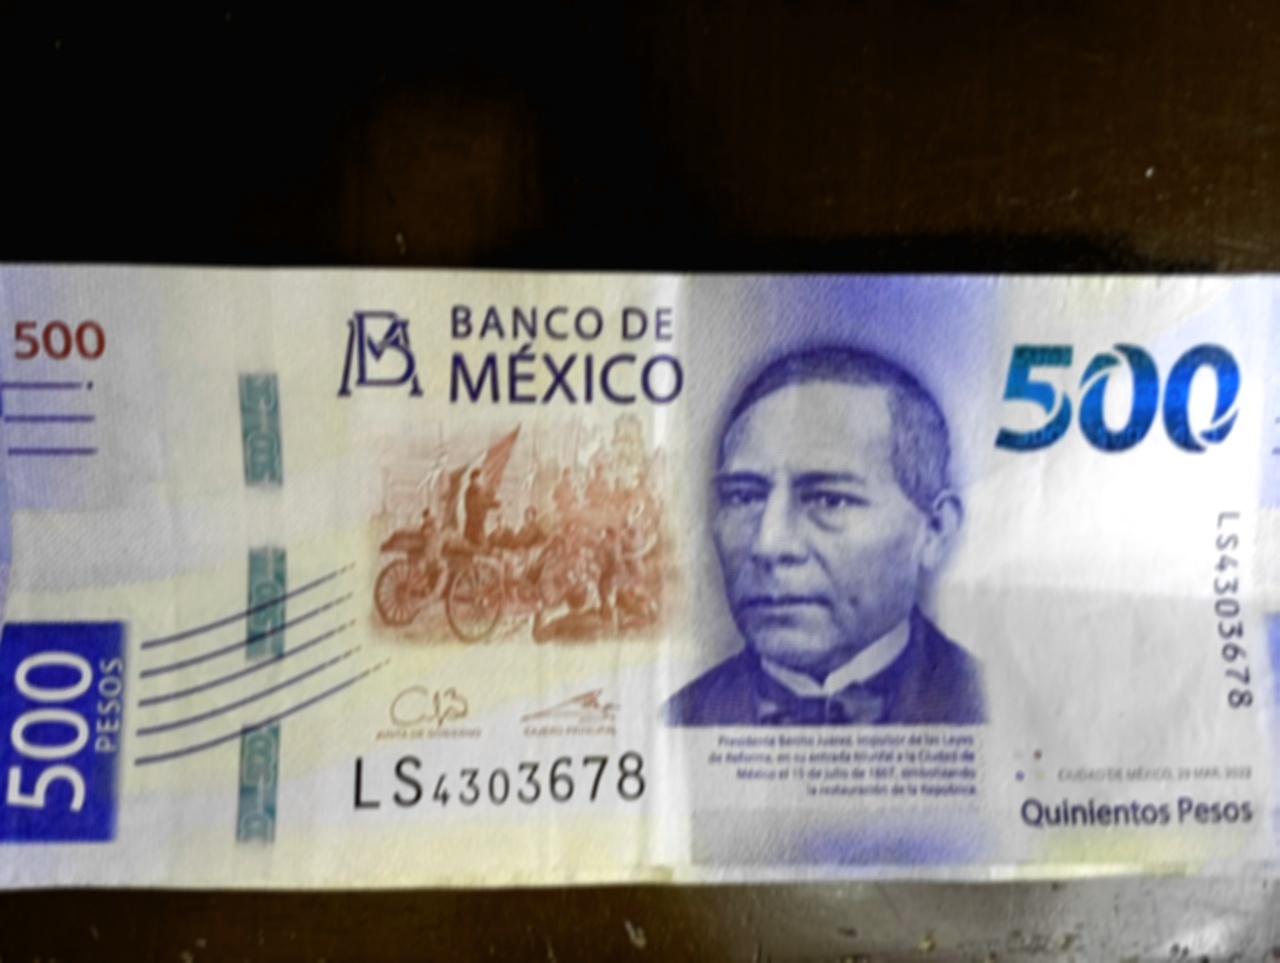 500
BANCO DE
MÉXICO
500
LS4303678
500
PESOS
JUNTA DE GOBIERNO
CAJERO PRINCIPAL
LS4303678
Presidente Benito Juárez, impulsor de las Leyes
de Reforma, en su entrada triunfal a la Ciudad de
México el 15 de julio de 1867, simbolizando
la restauración de la República.
CIUDAD DE MÉXICO, 29 MAR. 2022
Quinientos Pesos